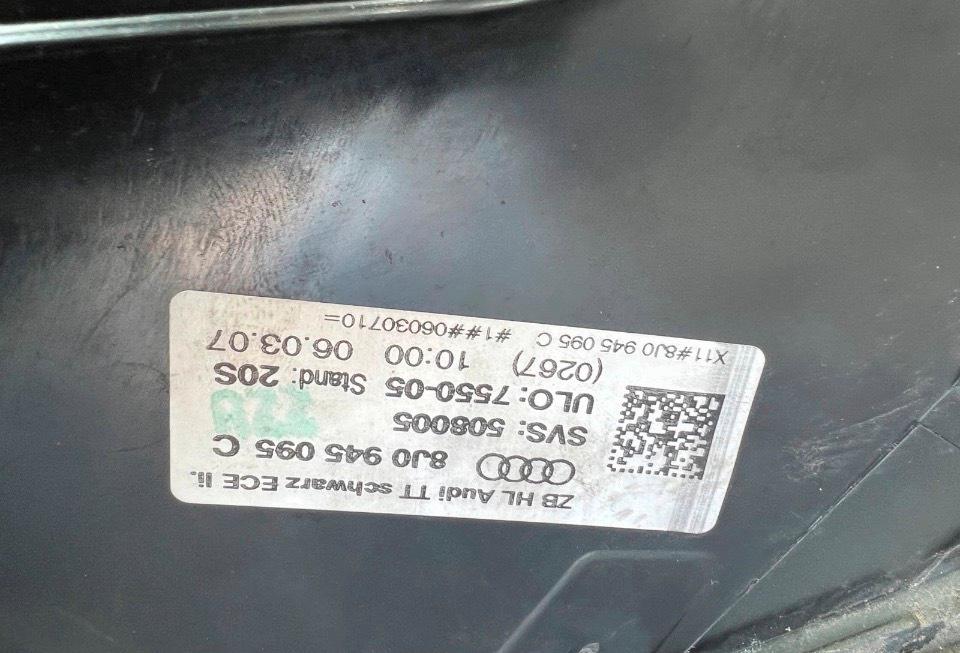 ZB HL Audi TT schwarz ECE li.
8J0 945 095 C
SVS: 508005
ULO: 7550-05 Stand: 20S
(0267) 10:00 06.03.07
X11#8J0 945 095 C #1##06030710=